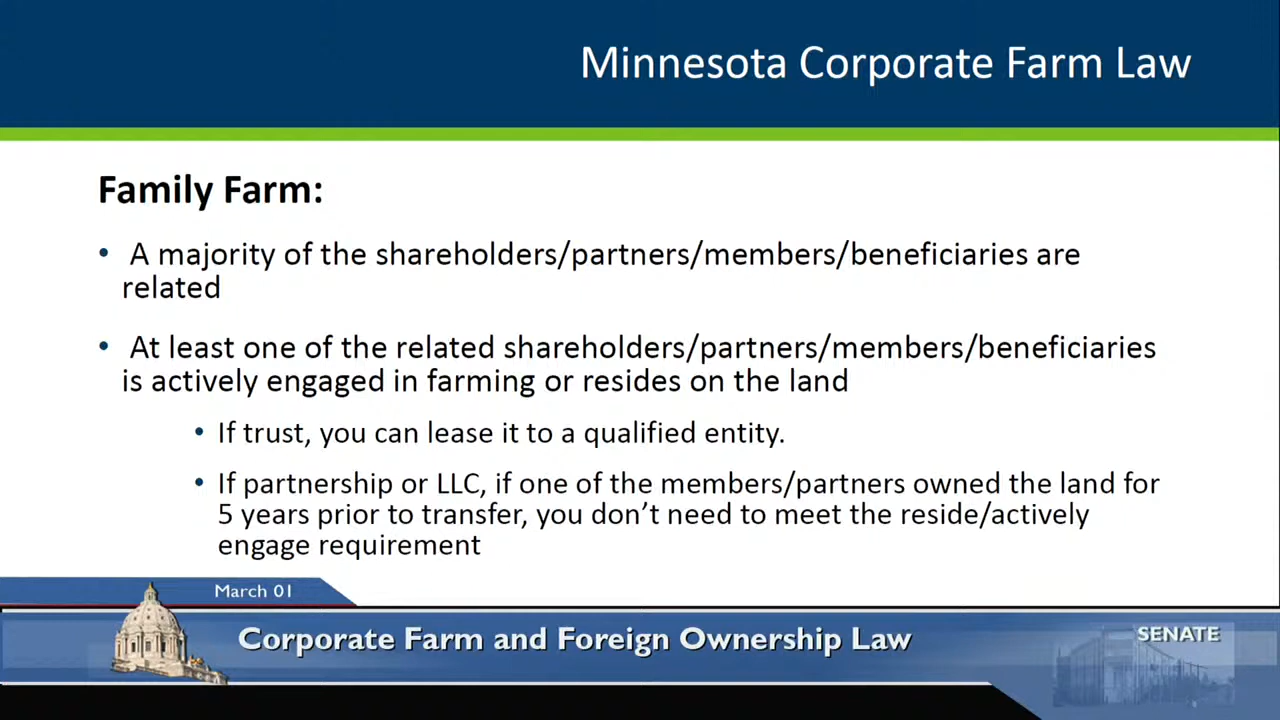 Minnesota Corporate Farm Law
Family Farm:
• A majority of the shareholders/partners/members/beneficiaries are
related
• At least one of the related shareholders/partners/members/beneficiaries
is actively engaged in farming or resides on the land
• If trust, you can lease it to a qualified entity.
• If partnership or LLC, if one of the members/partners owned the land for
5 years prior to transfer, you don’t need to meet the reside/actively
engage requirement
March 01
Corporate Farm and Foreign Ownership Law
SENATE